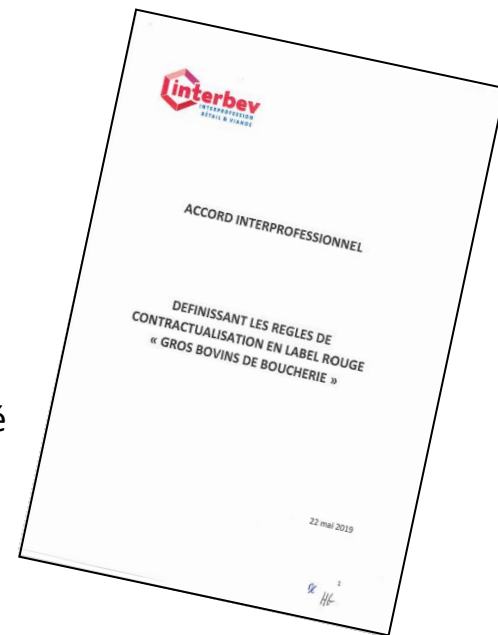 interbev
INTERPROFESSION
BÉTAIL & VIANDE
ACCORD INTERPROFESSIONNEL
DEFINISSANT LES REGLES DE
CONTRACTUALISATION EN LABEL ROUGE
« GROS BOVINS DE BOUCHERIE »
é
22 mai 2019
1
HG